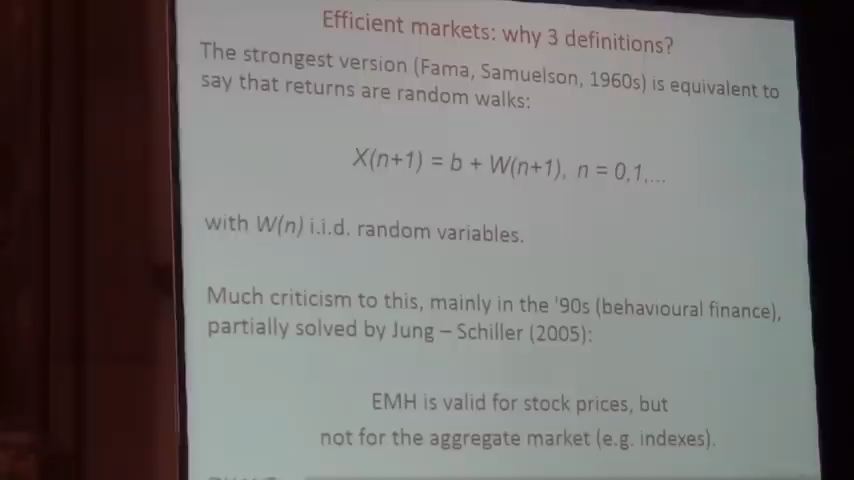 Efficient markets: why 3 definitions?
The strongest version (Fama, Samuelson, 1960s) is equivalent to
say that returns are random walks:
X(n+1) = b + W(n+1), n = 0,1,...
with W(n) i.i.d. random variables.
Much criticism to this, mainly in the '90s (behavioural finance),
partially solved by Jung – Schiller (2005):
EMH is valid for stock prices, but
not for the aggregate market (e.g. indexes).